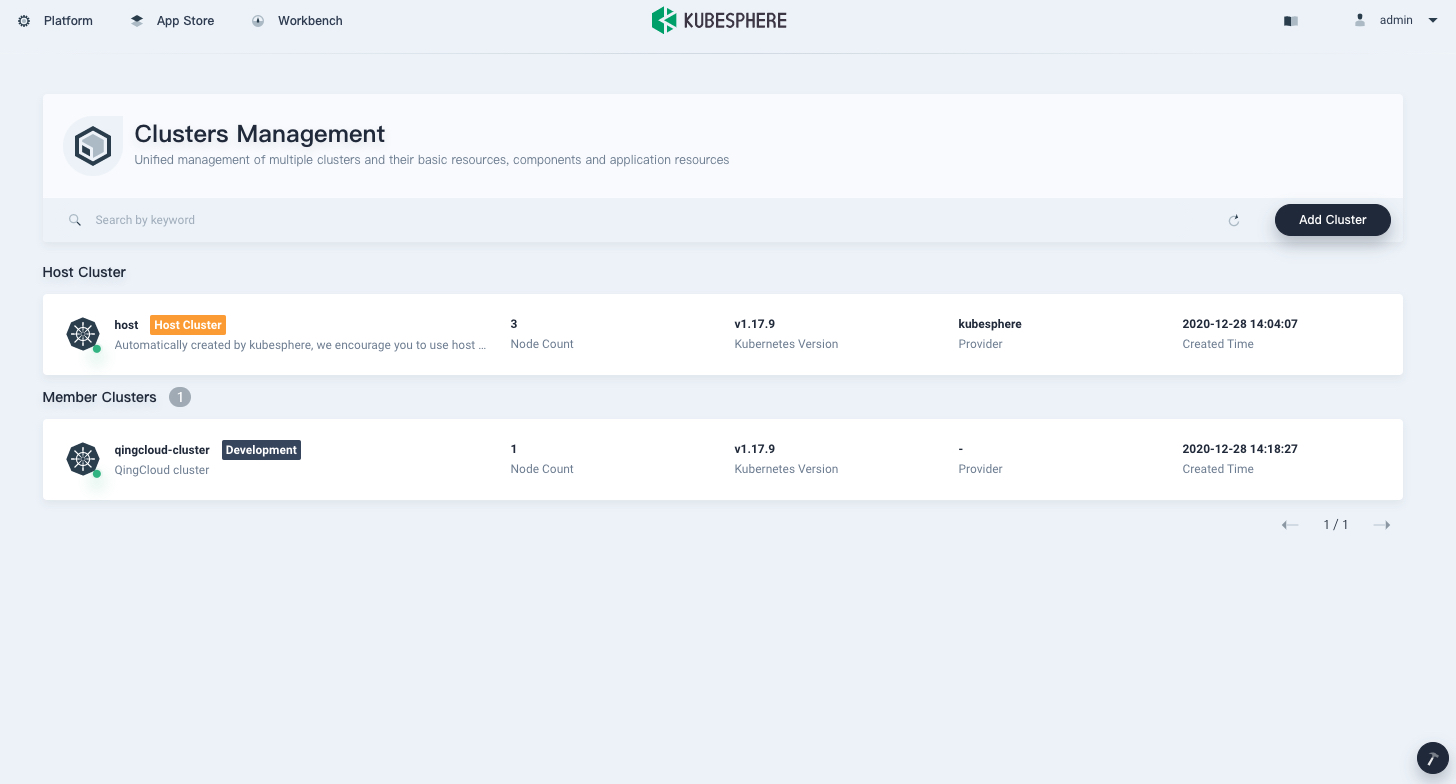 Platform App Store Workbench KUBESPHERE admin
Clusters Management
Unified management of multiple clusters and their basic resources, components and application resources
Search by keyword Add Cluster
Host Cluster
host Host Cluster 3 v1.17.9 kubesphere 2020-12-28 14:04:07
Automatically created by kubesphere, we encourage you to use host ... Node Count Kubernetes Version Provider Created Time
Member Clusters 1
qingcloud-cluster Development 1 v1.17.9 - 2020-12-28 14:18:27
QingCloud cluster Node Count Kubernetes Version Provider Created Time
1 / 1